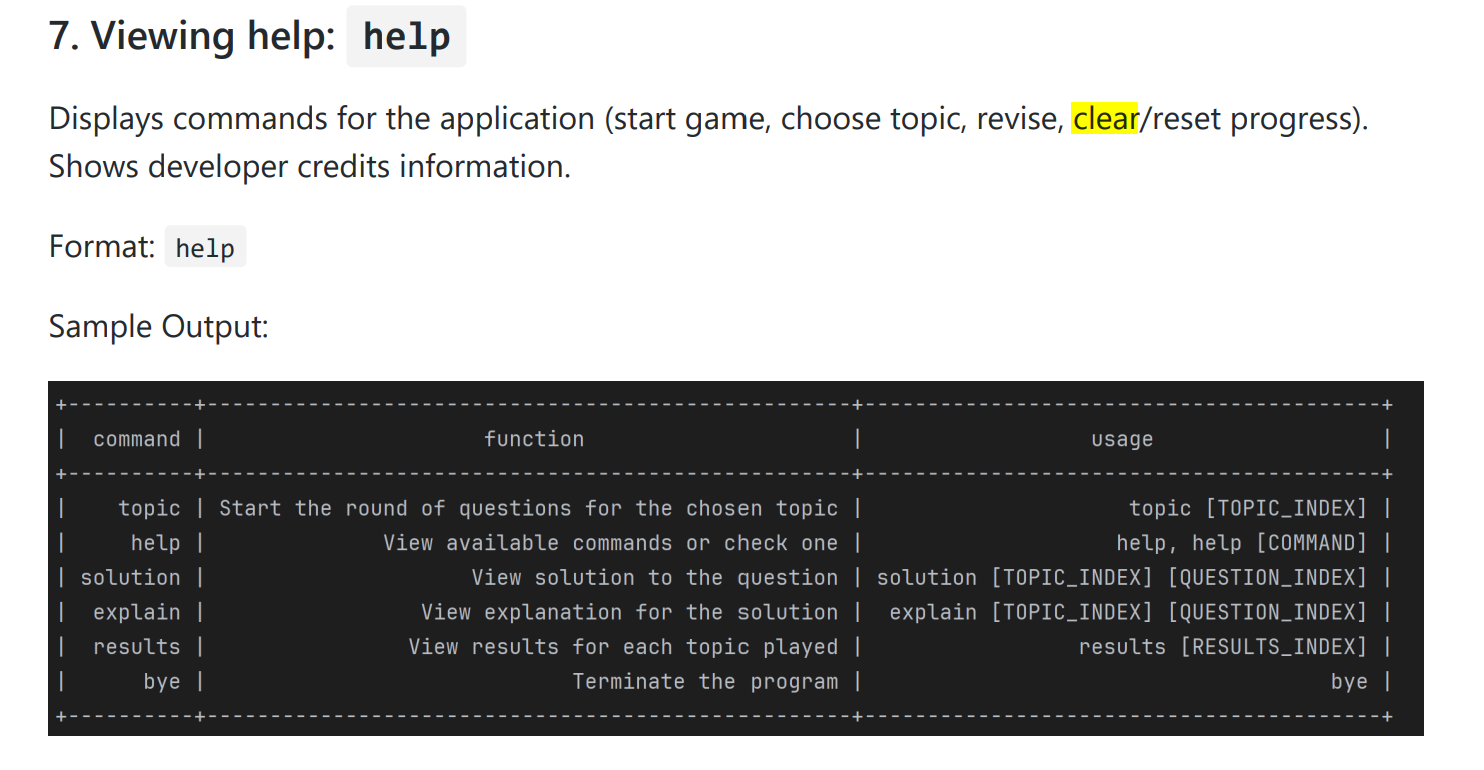 7. Viewing help: help
Displays commands for the application (start game, choose topic, revise, clear/reset progress).
Shows developer credits information.
Format: help
Sample Output:
+----------+---------------------------------------------------+-----------------------------------------+
|  command |                      function                     |                  usage                  |
+----------+---------------------------------------------------+-----------------------------------------+
|    topic | Start the round of questions for the chosen topic |                     topic [TOPIC_INDEX] |
|     help |              View available commands or check one |                    help, help [COMMAND] |
| solution |                     View solution to the question | solution [TOPIC_INDEX] [QUESTION_INDEX] |
|  explain |                 View explanation for the solution |  explain [TOPIC_INDEX] [QUESTION_INDEX] |
|  results |                View results for each topic played |                 results [RESULTS_INDEX] |
|      bye |                             Terminate the program |                                     bye |
+----------+---------------------------------------------------+-----------------------------------------+